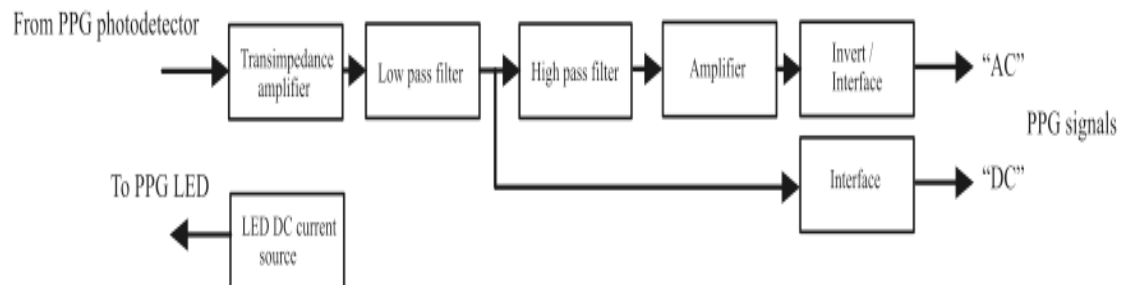 From PPG photodetector
Transimpedance
amplifier
Low pass filter
High pass filter
Amplifier
Invert /
Interface
“AC”
PPG signals
Interface
“DC”
To PPG LED
LED DC current
source